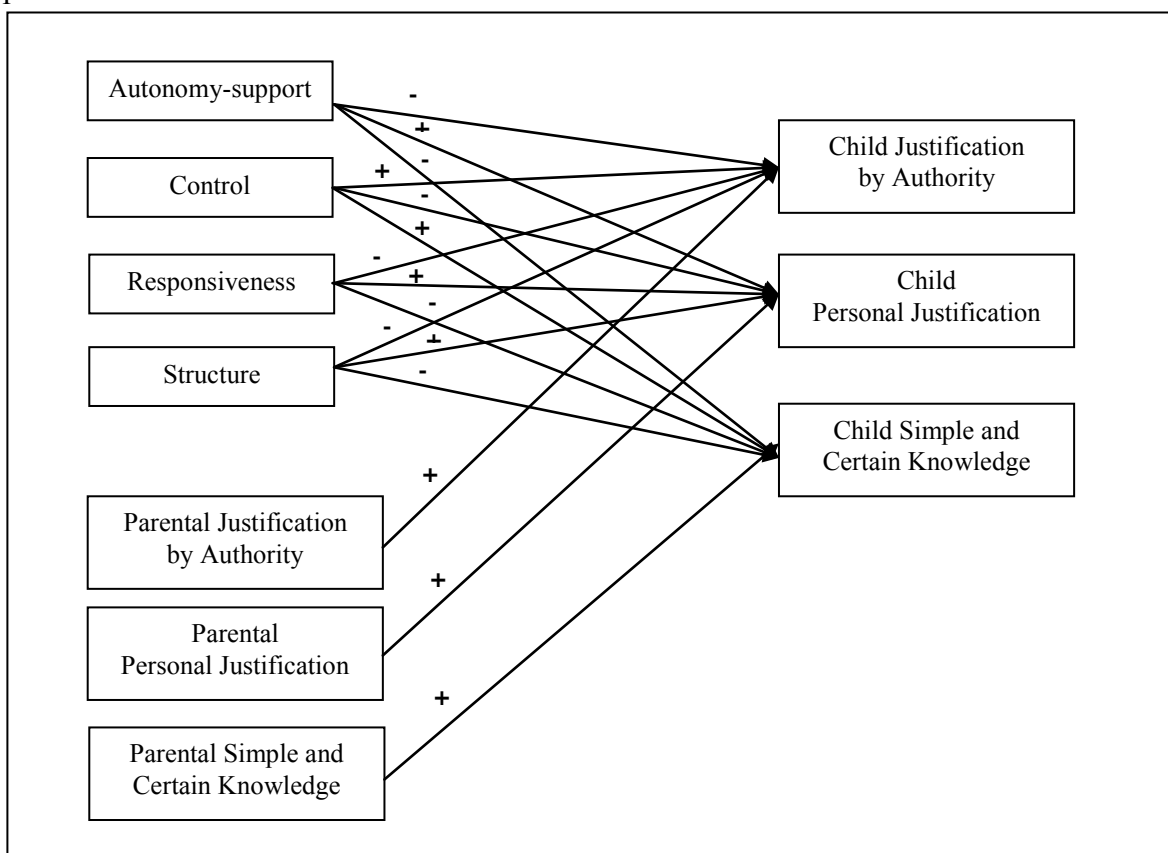 Autonomy-support
Control
Responsiveness
Structure
Parental Justification
by Authority
Parental
Personal Justification
Parental Simple and
Certain Knowledge
-
+
-
+
-
+
-
+
-
-
+
-
+
+
+
Child Justification
by Authority
Child
Personal Justification
Child Simple and
Certain Knowledge